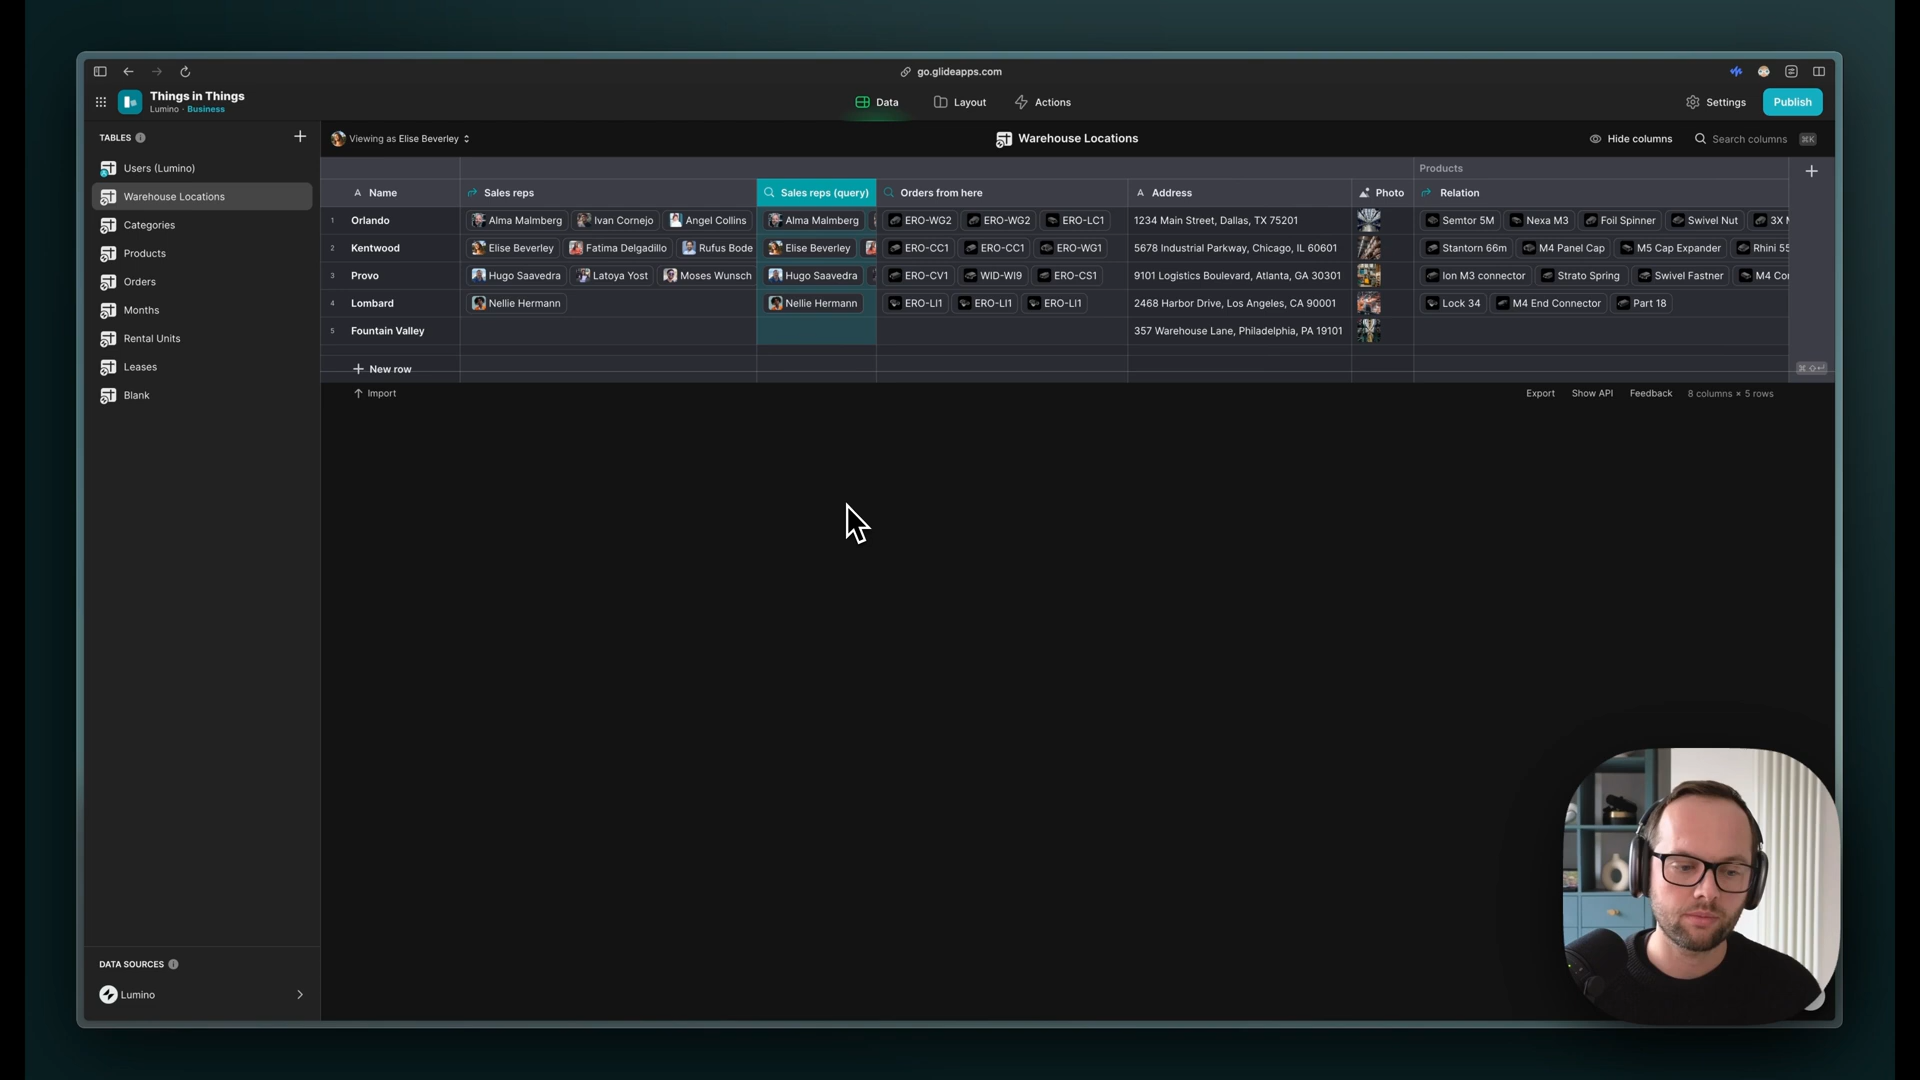 go.glideapps.com
Things in Things
Lumino · Business
Data
Layout
Actions
Settings
Publish
TABLES
Users (Lumino)
Warehouse Locations
Categories
Products
Orders
Months
Rental Units
Leases
Blank
DATA SOURCES
Lumino
Viewing as Elise Beverley
Warehouse Locations
Hide columns
Search columns ⌘K
Products
Name Sales reps Sales reps (query) Orders from here Address Photo Relation
1 Orlando Alma Malmberg Ivan Cornejo Angel Collins Alma Malmberg ERO-WG2 ERO-WG2 ERO-LC1 1234 Main Street, Dallas, TX 75201 Semtor 5M Nexa M3 Foil Spinner Swivel Nut 3X
2 Kentwood Elise Beverley Fatima Delgadillo Rufus Bode Elise Beverley ERO-CC1 ERO-CC1 ERO-WG1 5678 Industrial Parkway, Chicago, IL 60601 Stantorn 66m M4 Panel Cap M5 Cap Expander Rhini 55
3 Provo Hugo Saavedra Latoya Yost Moses Wunsch Hugo Saavedra ERO-CV1 WID-WI9 ERO-CS1 9101 Logistics Boulevard, Atlanta, GA 30301 Ion M3 connector Strato Spring Swivel Fastner M4 Co
4 Lombard Nellie Hermann Nellie Hermann ERO-LI1 ERO-LI1 ERO-LI1 2468 Harbor Drive, Los Angeles, CA 90001 Lock 34 M4 End Connector Part 18
5 Fountain Valley 357 Warehouse Lane, Philadelphia, PA 19101
New row
Import
Export Show API Feedback 8 columns × 5 rows